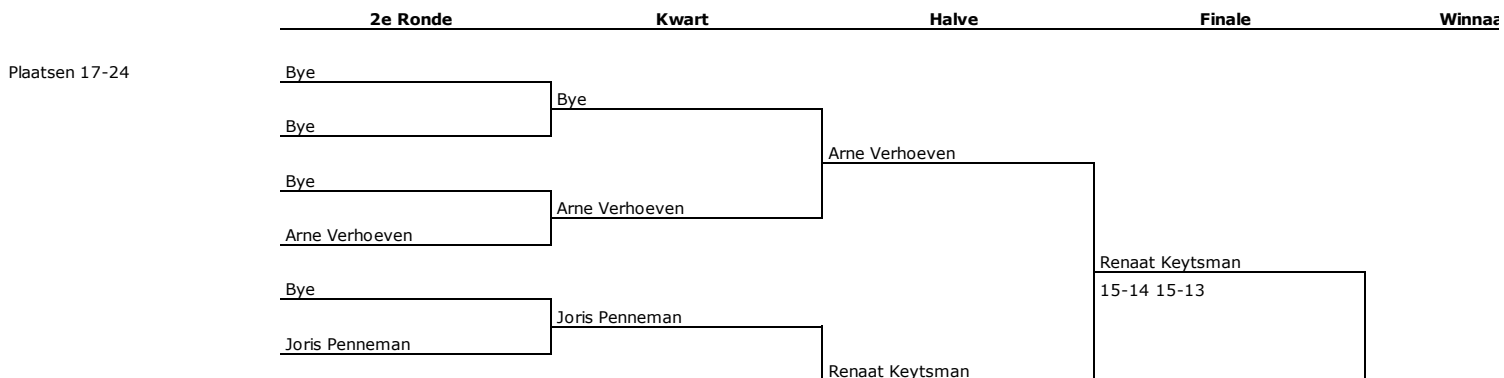 2e Ronde Kwart Halve Finale Winnaa
Plaatsen 17-24 Bye
Bye
Bye
Arne Verhoeven
Bye
Arne Verhoeven
Arne Verhoeven
Renaat Keytsman
Bye
15-14 15-13
Joris Penneman
Joris Penneman
Renaat Keytsman